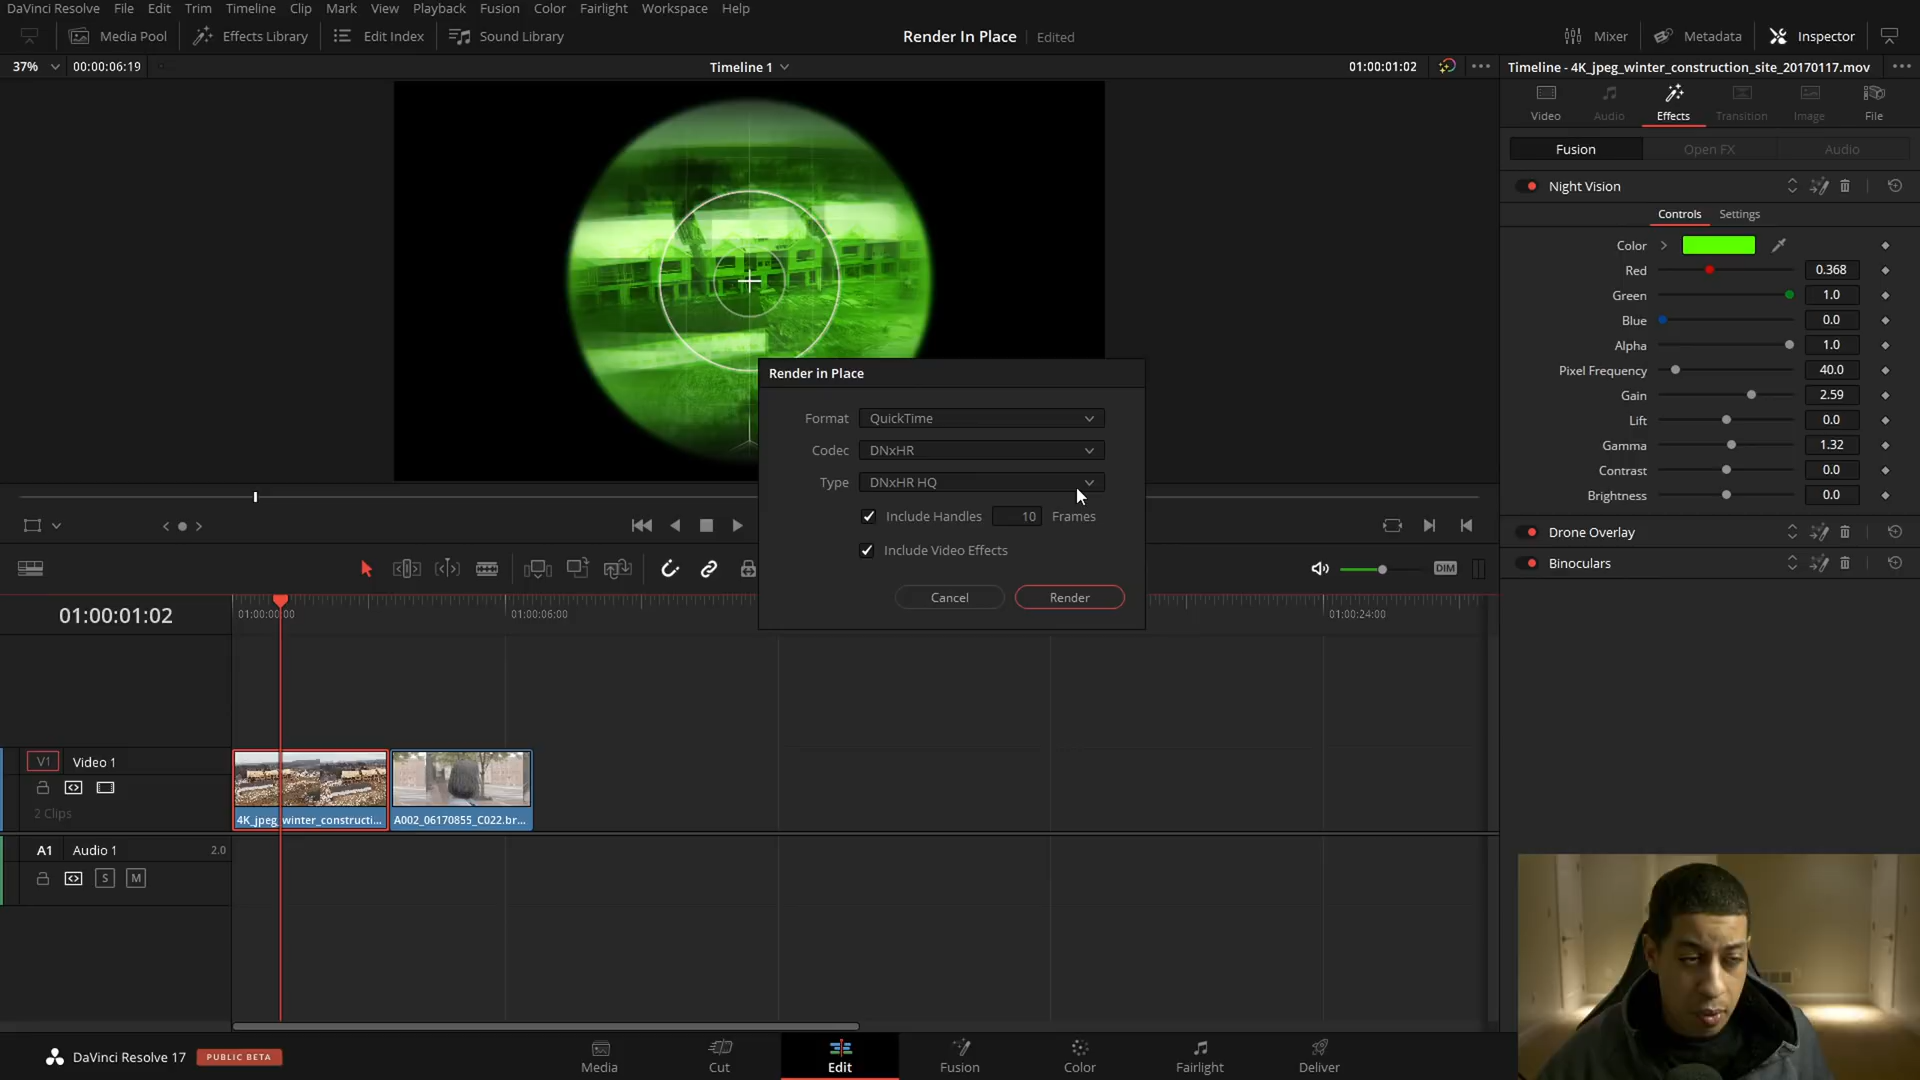 DaVinci Resolve File Edit Trim Timeline Clip Mark View Playback Fusion Color Fairlight Workspace Help
Media Pool Effects Library Edit Index Sound Library Render In Place Edited Mixer Metadata Inspector
37% 00:00:06:19 Timeline 1 01:00:01:02 Timeline - 4K_jpeg_winter_construction_site_20170117.mov
Video Audio Effects Transition Image File
Fusion Open FX Audio
Night Vision
Controls Settings
Color
Red 0.368
Green 1.0
Blue 0.0
Alpha 1.0
Pixel Frequency 40.0
Gain 2.59
Lift 0.0
Gamma 1.32
Contrast 0.0
Brightness 0.0
Drone Overlay
Binoculars
Render in Place
Format QuickTime
Codec DNxHR
Type DNxHR HQ
Include Handles 10 Frames
Include Video Effects
Cancel Render
DIM
01:00:01:02 01:00:00:00 01:00:06:00 01:00:24:00
V1 Video 1
2 Clips
4K_jpeg_winter_constructi... A002_06170855_C022.br...
A1 Audio 1 2.0
S M
DaVinci Resolve 17 PUBLIC BETA
Media Cut Edit Fusion Color Fairlight Deliver